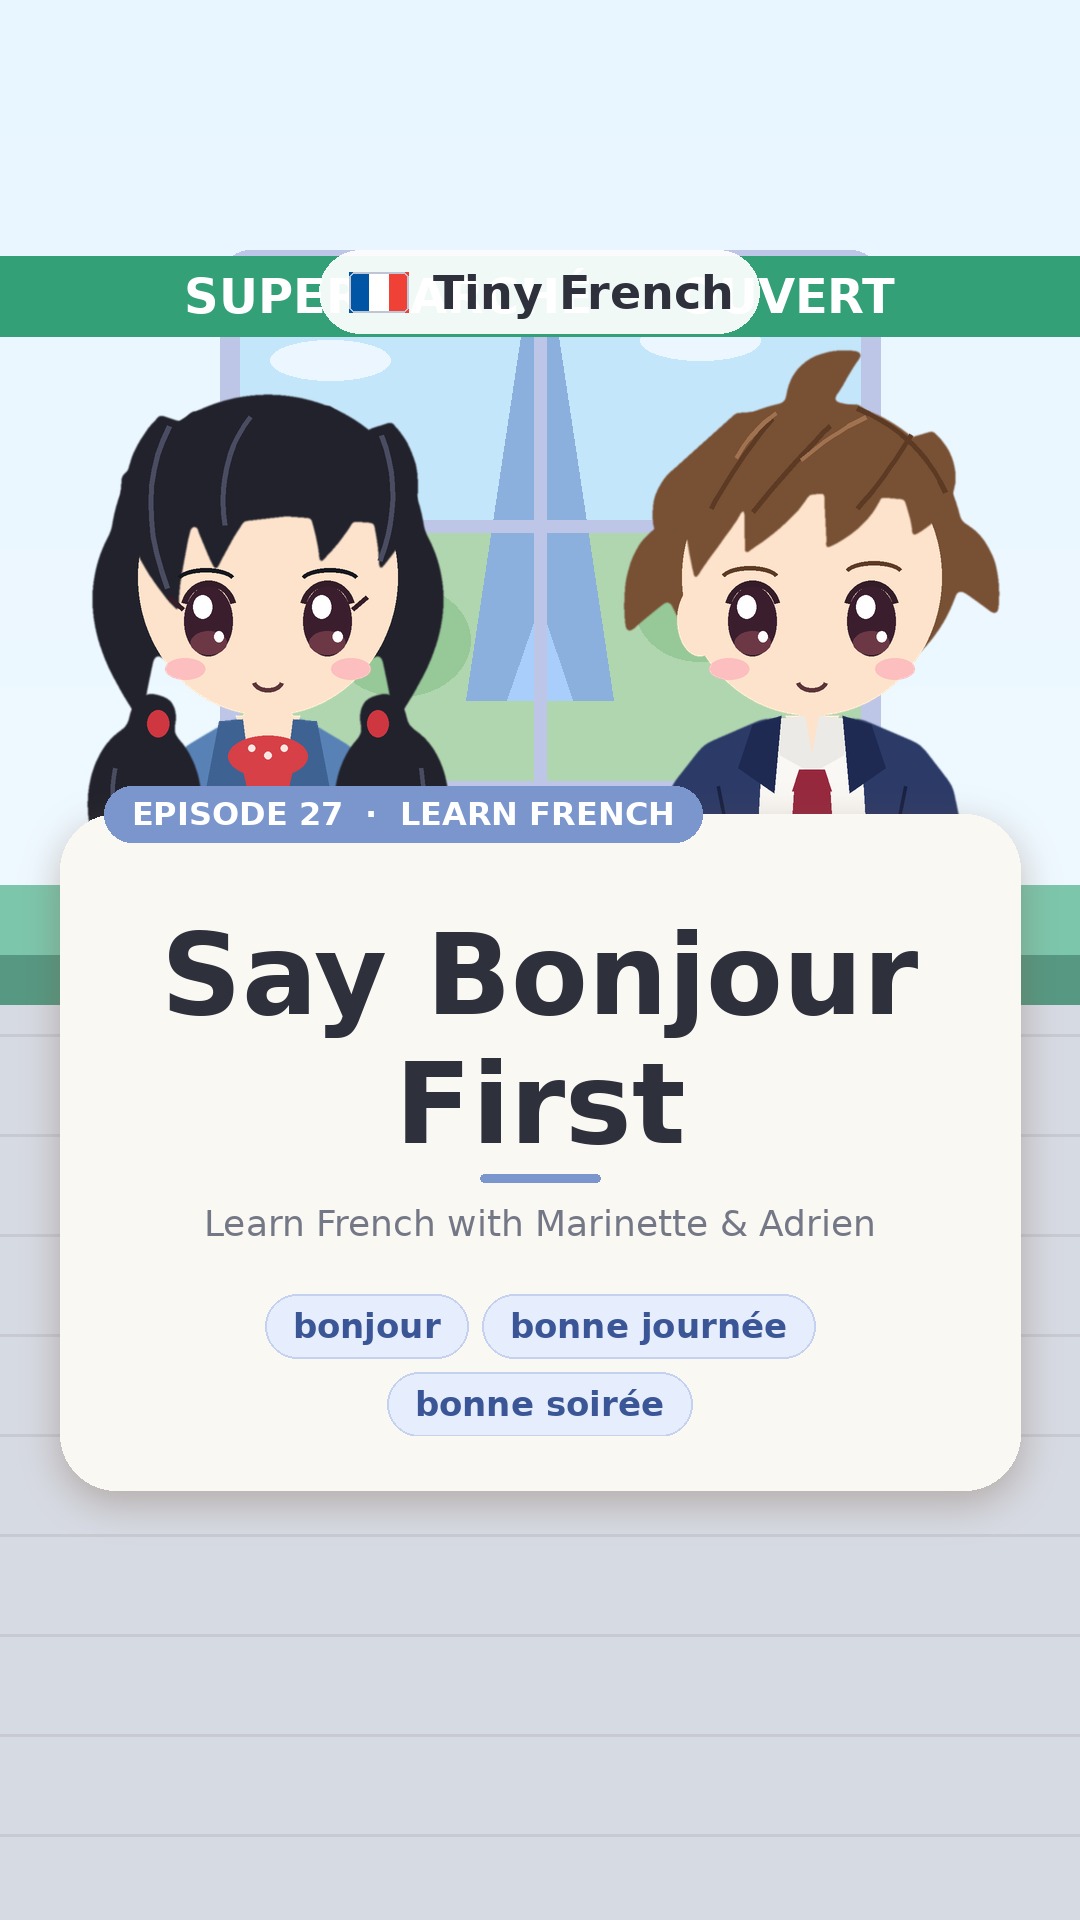 Tiny French
EPISODE 27 · LEARN FRENCH
Say Bonjour
First
Learn French with Marinette & Adrien
bonjour
bonne journée
bonne soirée